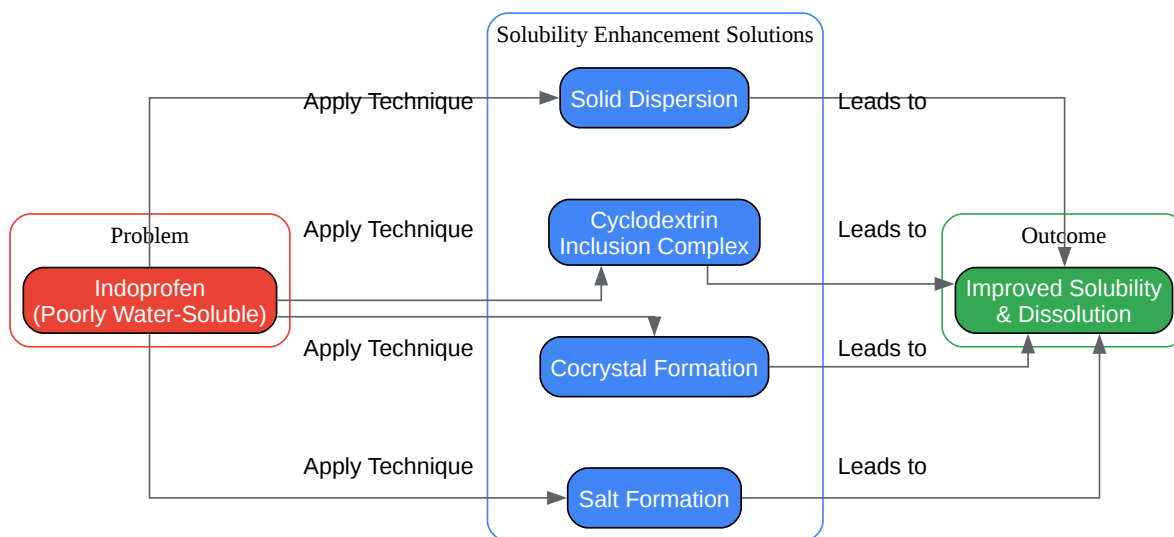 Solubility Enhancement Solutions
Apply Technique
Solid Dispersion
Leads to
Apply Technique
Cyclodextrin
Inclusion Complex
Leads to
Problem
Outcome
Indoprofen
(Poorly Water-Soluble)
Improved Solubility
& Dissolution
Apply Technique
Cocrystal Formation
Leads to
Apply Technique
Salt Formation
Leads to